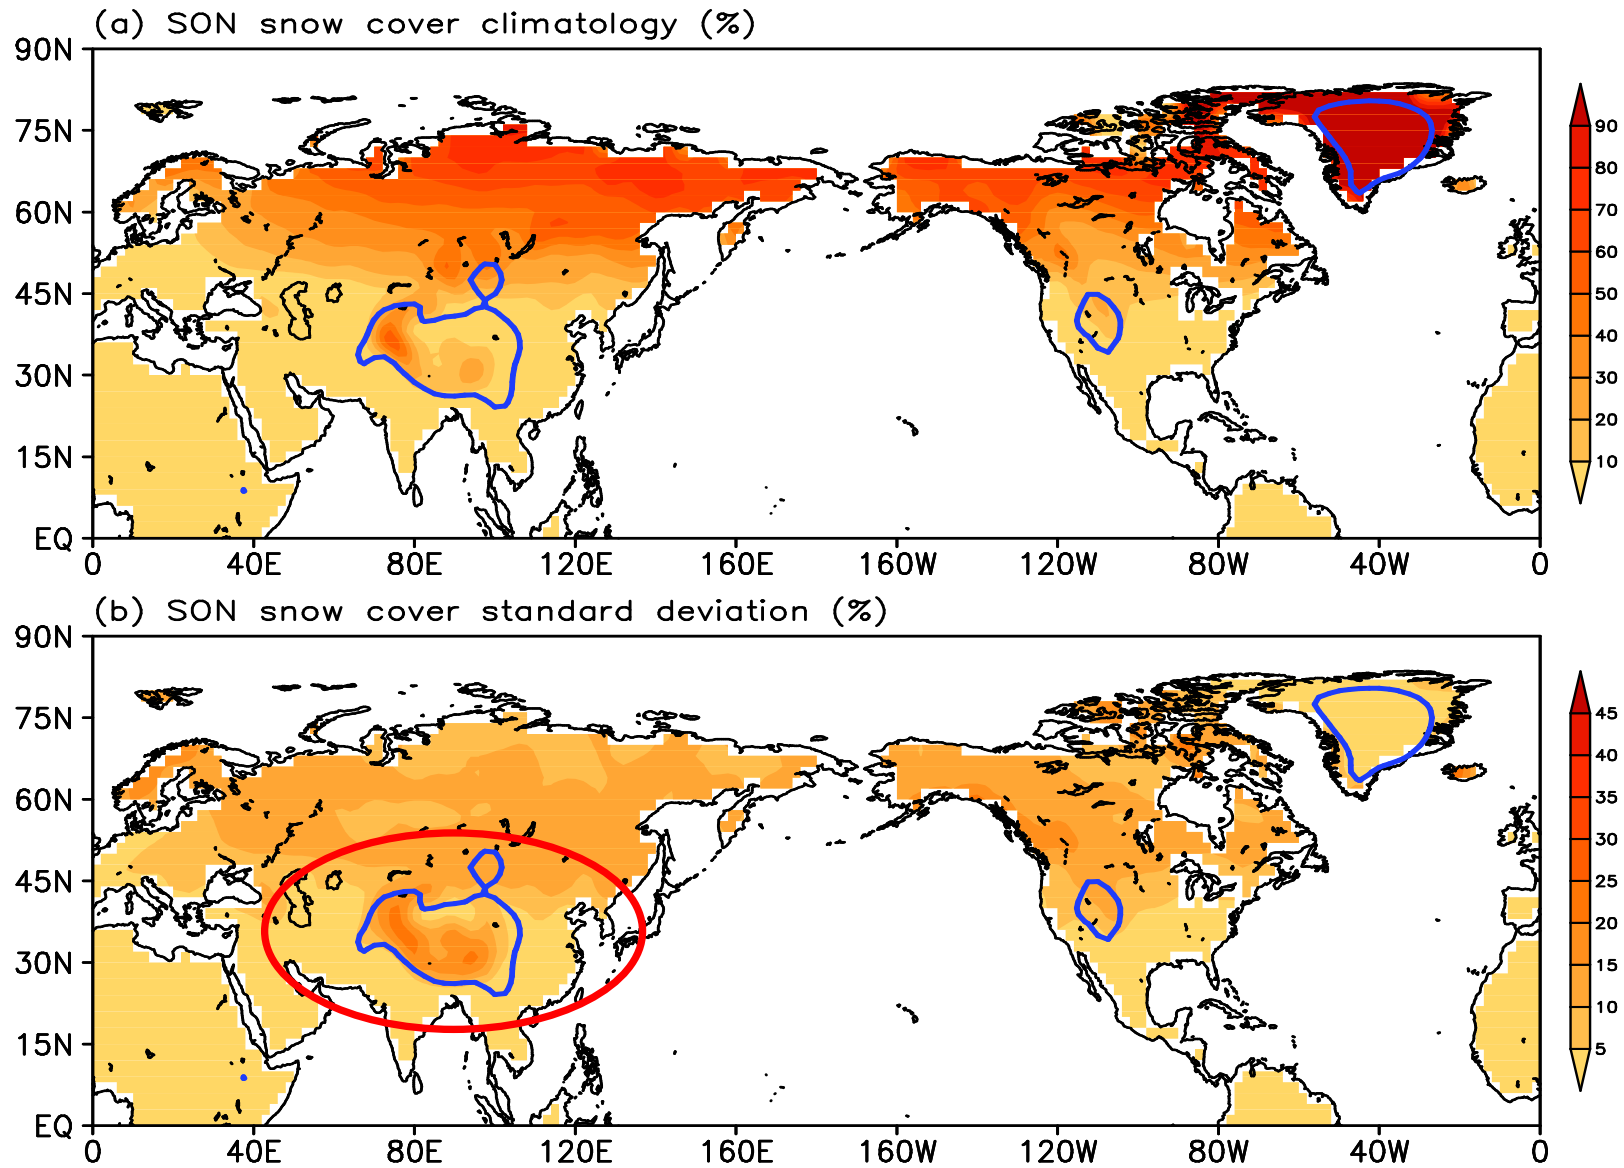 (a) SON snow cover climatology (%)
90N
75N
60N
45N
30N
15N
EQ
0 40E 80E 120E 160E 160W 120W 80W 40W 0
90
80
70
60
50
40
30
20
10
(b) SON snow cover standard deviation (%)
90N
75N
60N
45N
30N
15N
EQ
0 40E 80E 120E 160E 160W 120W 80W 40W 0
45
40
35
30
25
20
15
10
5